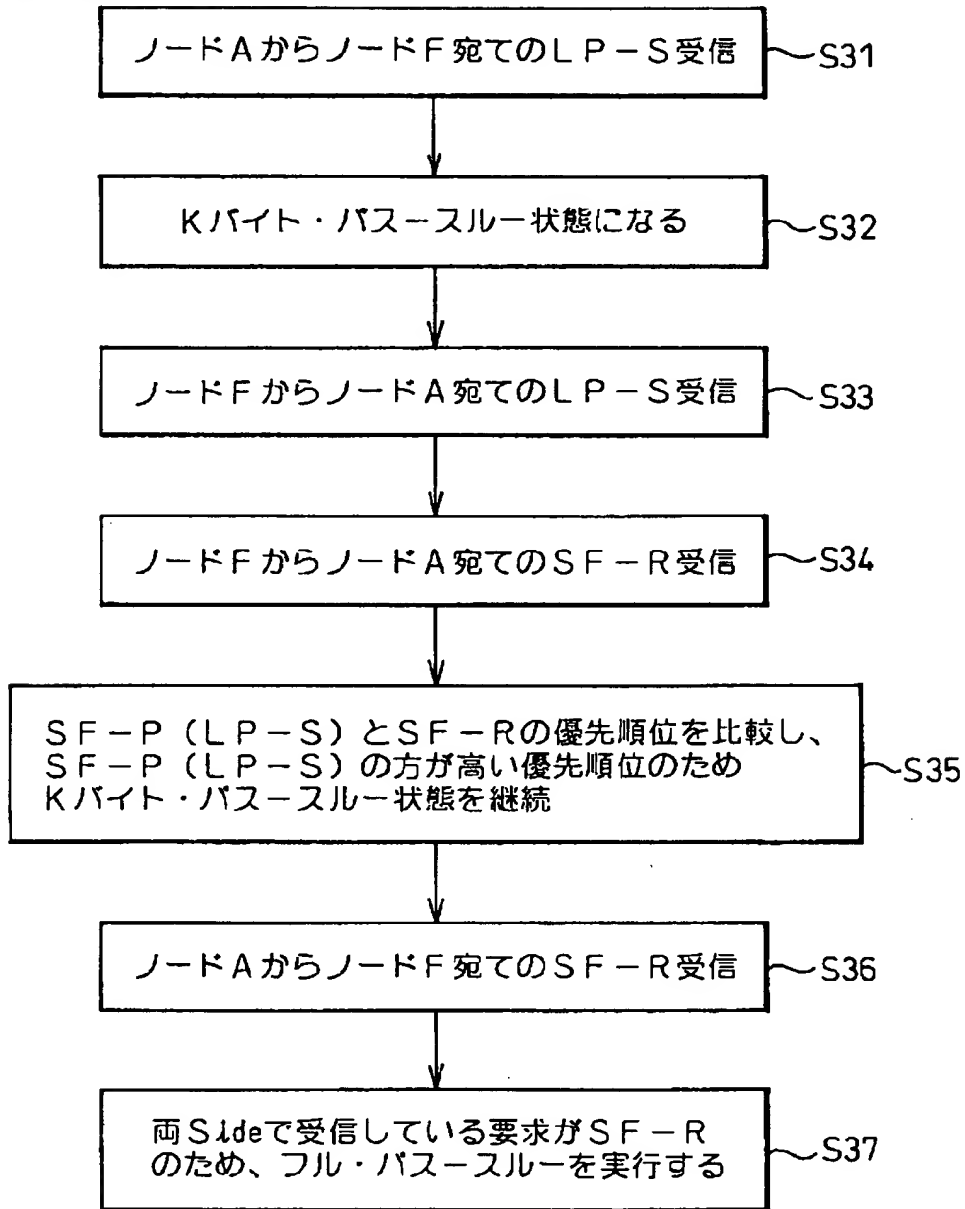 ノードAからノードF宛てのLP－S受信
S31
Kバイト・パス－スルー状態になる
S32
ノードFからノードA宛てのLP－S受信
S33
ノードFからノードA宛てのSF－R受信
S34
SF－P（LP－S）とSF－Rの優先順位を比較し、
SF－P（LP－S）の方が高い優先順位のため
Kバイト・パス－スルー状態を継続
S35
ノードAからノードF宛てのSF－R受信
S36
両Sideで受信している要求がSF－R
のため、フル・パス－スルーを実行する
S37